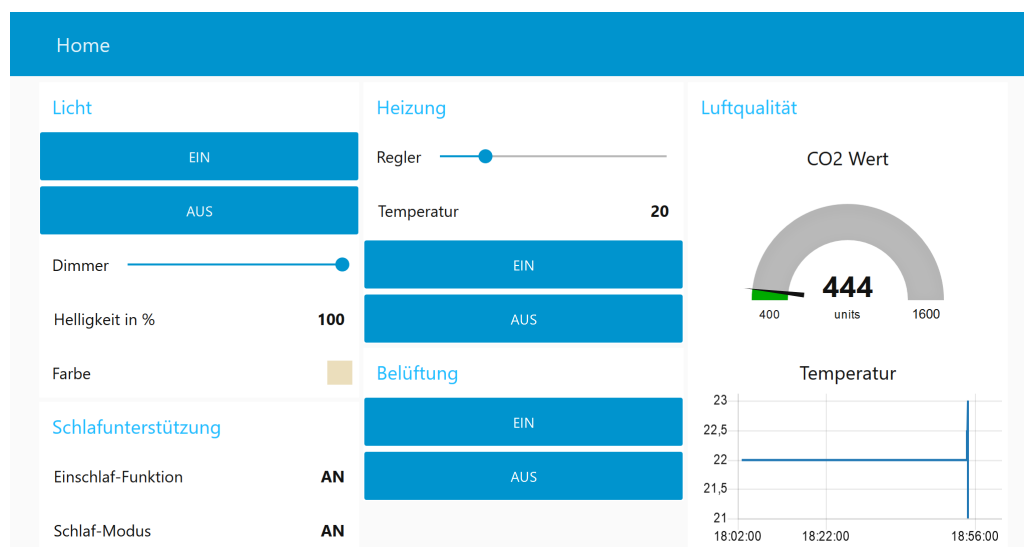 Home
Licht
EIN
AUS
Dimmer
Helligkeit in % 100
Farbe
Schlafunterstützung
Einschlaf-Funktion AN
Schlaf-Modus AN
Heizung
Regler
Temperatur 20
EIN
AUS
Belüftung
EIN
AUS
Luftqualität
CO2 Wert
444
400 units 1600
Temperatur
23
22,5
22
21,5
21
18:02:00 18:22:00 18:56:00